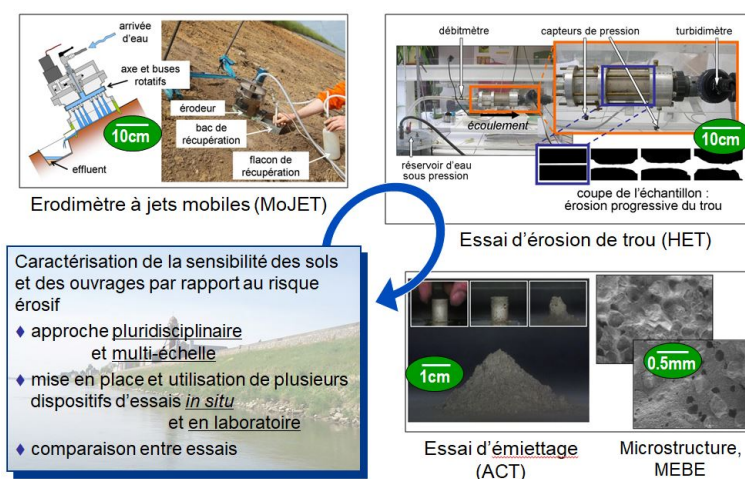 arrivée
d'eau
axe et buses
rotatifs
10cm
effluent
érodeur
bac de
récupération
flacon de
récupération
Erodimètre à jets mobiles (MoJET)
débitmètre
capteurs de pression
turbidimètre
écoulement
10cm
réservoir d'eau
sous pression
coupe de l'échantillon :
érosion progressive du trou
Essai d'érosion de trou (HET)
Caractérisation de la sensibilité des sols
et des ouvrages par rapport au risque
érosif
♦ approche pluridisciplinaire
et multi-échelle
♦ mise en place et utilisation de plusieurs
dispositifs d'essais in situ
et en laboratoire
♦ comparaison entre essais
1cm
0.5mm
Essai d'émiettage
(ACT)
Microstructure,
MEBE